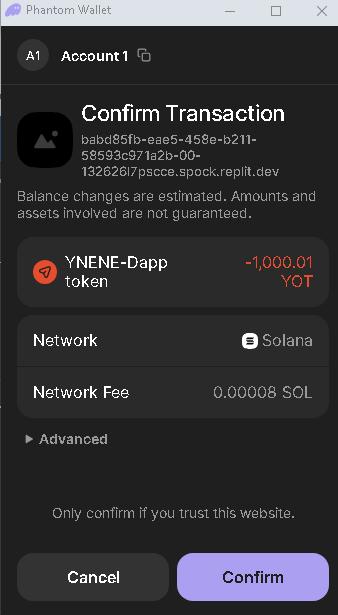 Phantom Wallet
A1 Account 1
Confirm Transaction
babd85fb-eae5-458e-b211-
58593c971a2b-00-
132626l7pscce.spock.replit.dev
Balance changes are estimated. Amounts and
assets involved are not guaranteed.
YNENE-Dapp -1,000.01
token YOT
Network Solana
Network Fee 0.00008 SOL
Advanced
Only confirm if you trust this website.
Cancel Confirm